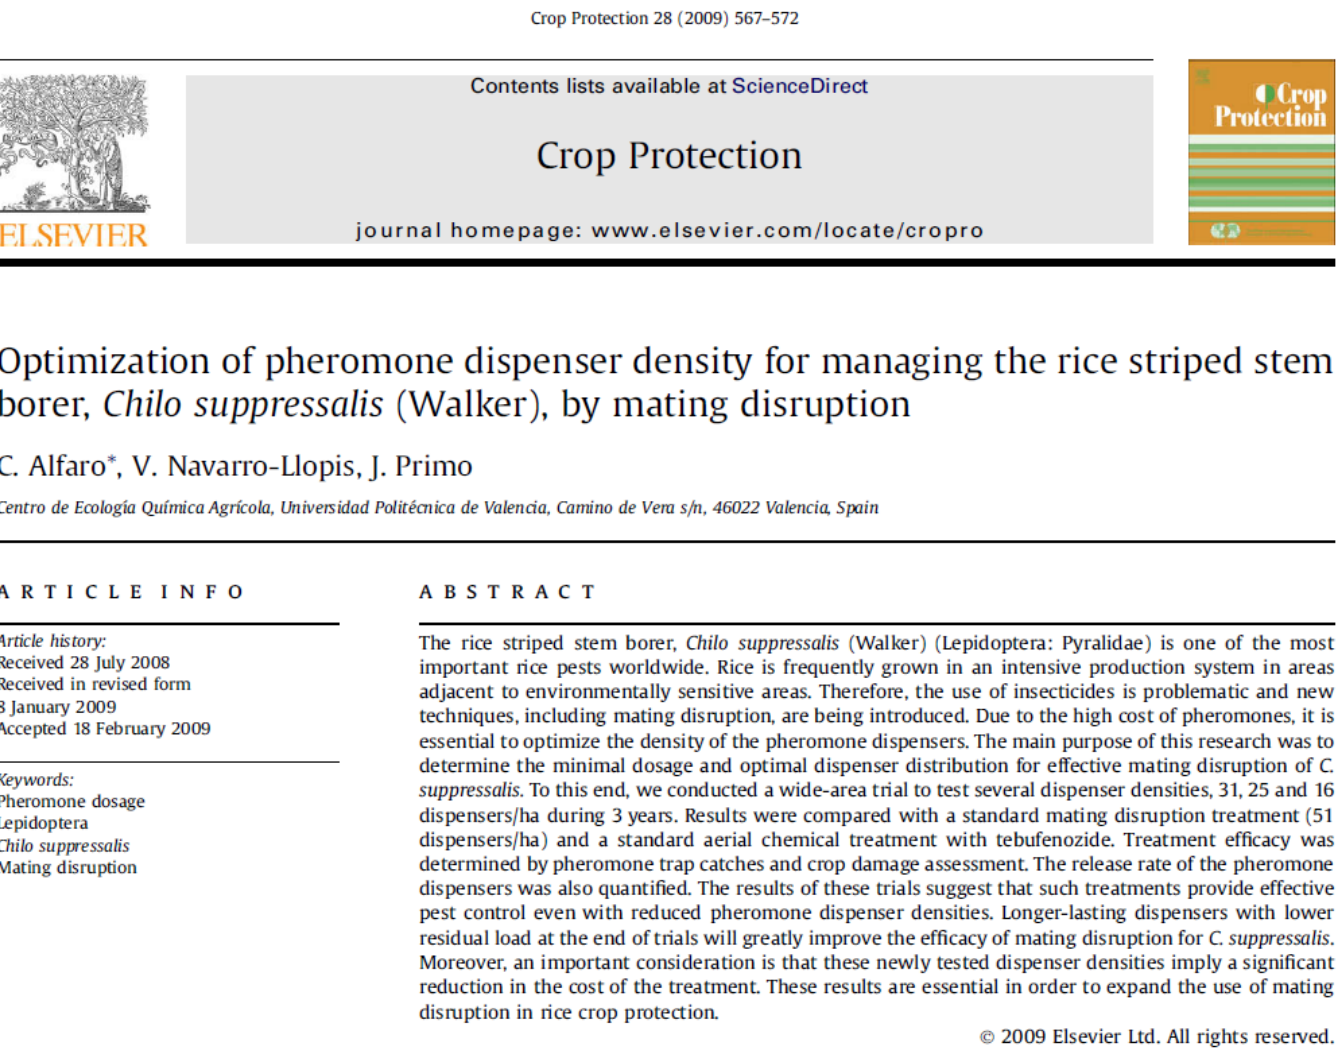 Crop Protection 28 (2009) 567–572
Contents lists available at ScienceDirect
Crop Protection
journal homepage: www.elsevier.com/locate/cropro
ELSEVIER
Crop
Protection
Optimization of pheromone dispenser density for managing the rice striped stem
borer, Chilo suppressalis (Walker), by mating disruption
C. Alfaro*, V. Navarro-Llopis, J. Primo
Centro de Ecología Química Agrícola, Universidad Politécnica de Valencia, Camino de Vera s/n, 46022 Valencia, Spain
ARTICLE INFO
Article history:
Received 28 July 2008
Received in revised form
8 January 2009
Accepted 18 February 2009
Keywords:
Pheromone dosage
Lepidoptera
Chilo suppressalis
Mating disruption
ABSTRACT
The rice striped stem borer, Chilo suppressalis (Walker) (Lepidoptera: Pyralidae) is one of the most
important rice pests worldwide. Rice is frequently grown in an intensive production system in areas
adjacent to environmentally sensitive areas. Therefore, the use of insecticides is problematic and new
techniques, including mating disruption, are being introduced. Due to the high cost of pheromones, it is
essential to optimize the density of the pheromone dispensers. The main purpose of this research was to
determine the minimal dosage and optimal dispenser distribution for effective mating disruption of C.
suppressalis. To this end, we conducted a wide-area trial to test several dispenser densities, 31, 25 and 16
dispensers/ha during 3 years. Results were compared with a standard mating disruption treatment (51
dispensers/ha) and a standard aerial chemical treatment with tebufenozide. Treatment efficacy was
determined by pheromone trap catches and crop damage assessment. The release rate of the pheromone
dispensers was also quantified. The results of these trials suggest that such treatments provide effective
pest control even with reduced pheromone dispenser densities. Longer-lasting dispensers with lower
residual load at the end of trials will greatly improve the efficacy of mating disruption for C. suppressalis.
Moreover, an important consideration is that these newly tested dispenser densities imply a significant
reduction in the cost of the treatment. These results are essential in order to expand the use of mating
disruption in rice crop protection.
© 2009 Elsevier Ltd. All rights reserved.